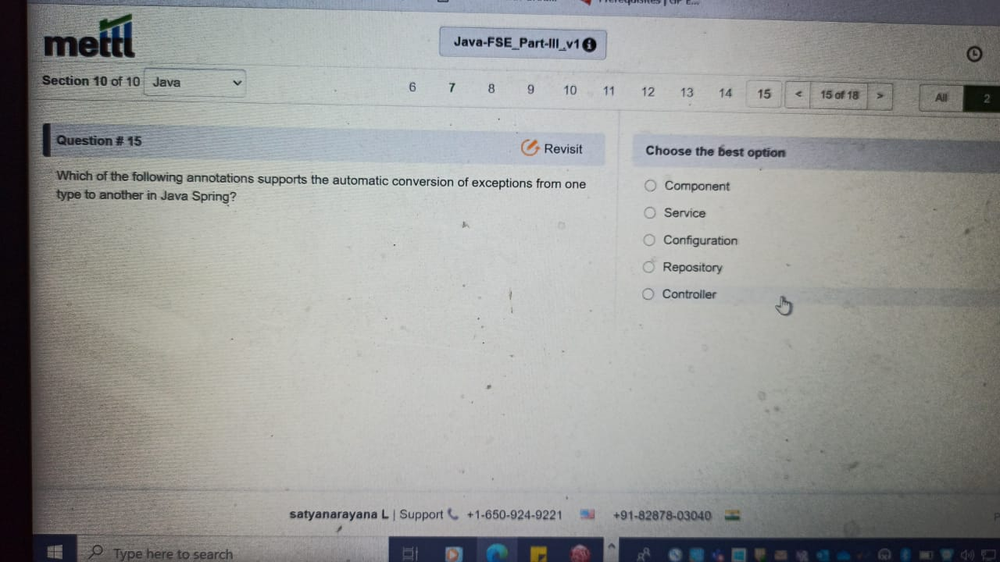 mettl
Java-FSE_Part-III_v1
Section 10 of 10 Java
6 7 8 9 10 11 12 13 14 15 < 15 of 18 > All 2
Question # 15
Revisit
Choose the best option
Which of the following annotations supports the automatic conversion of exceptions from one
type to another in Java Spring?
Component
Service
Configuration
Repository
Controller
satyanarayana L | Support +1-650-924-9221 +91-82878-03040
Type here to search